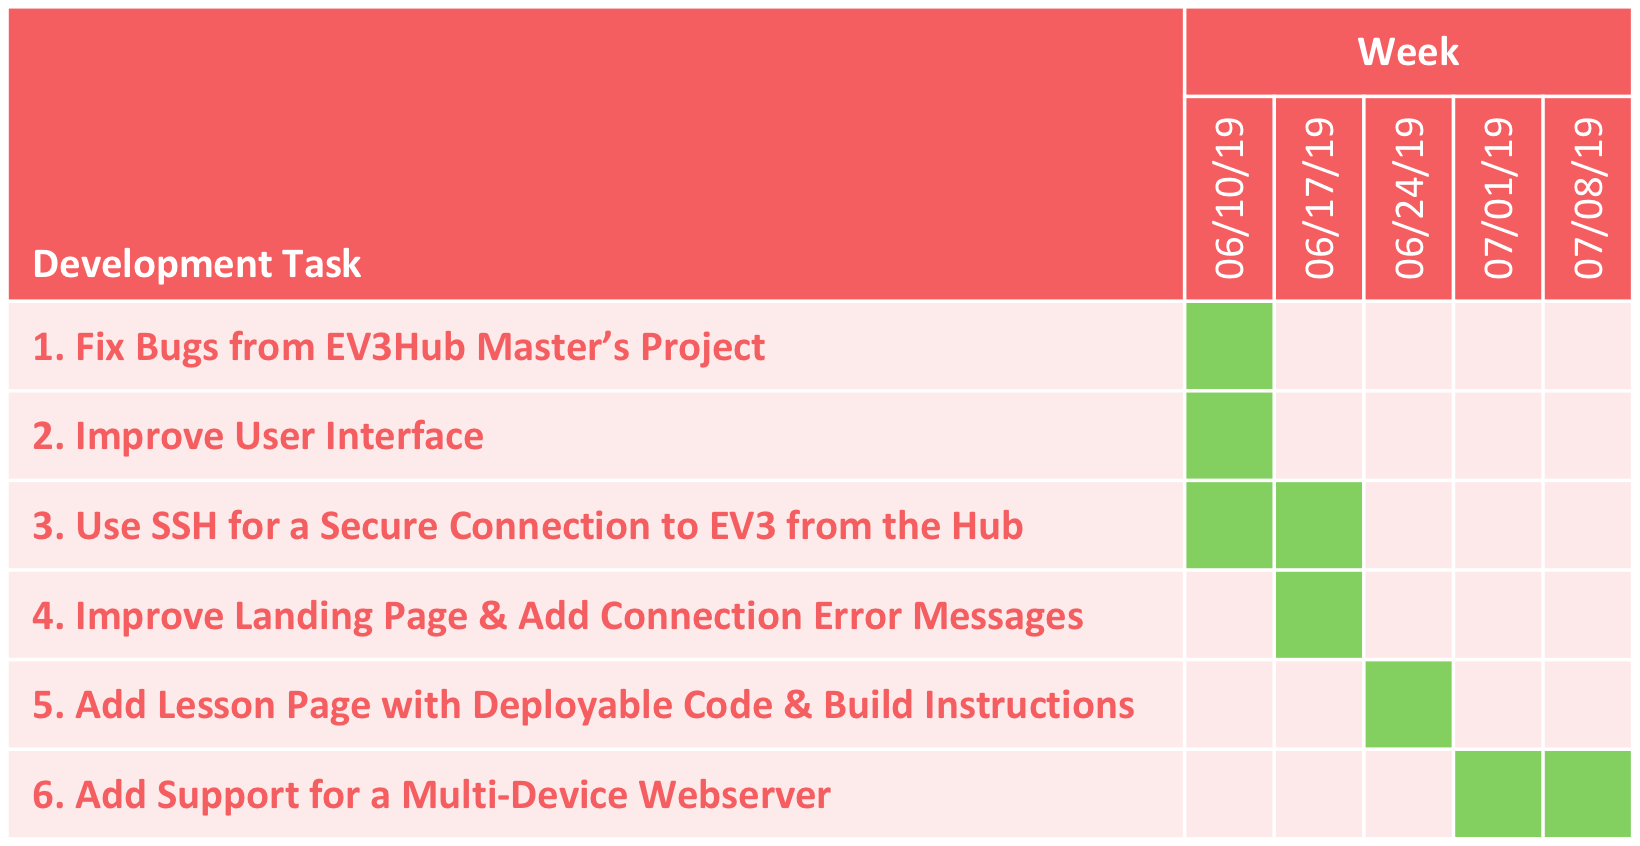 Week
Development Task
06/10/19
06/17/19
06/24/19
07/01/19
07/08/19
1. Fix Bugs from EV3Hub Master’s Project
2. Improve User Interface
3. Use SSH for a Secure Connection to EV3 from the Hub
4. Improve Landing Page & Add Connection Error Messages
5. Add Lesson Page with Deployable Code & Build Instructions
6. Add Support for a Multi-Device Webserver